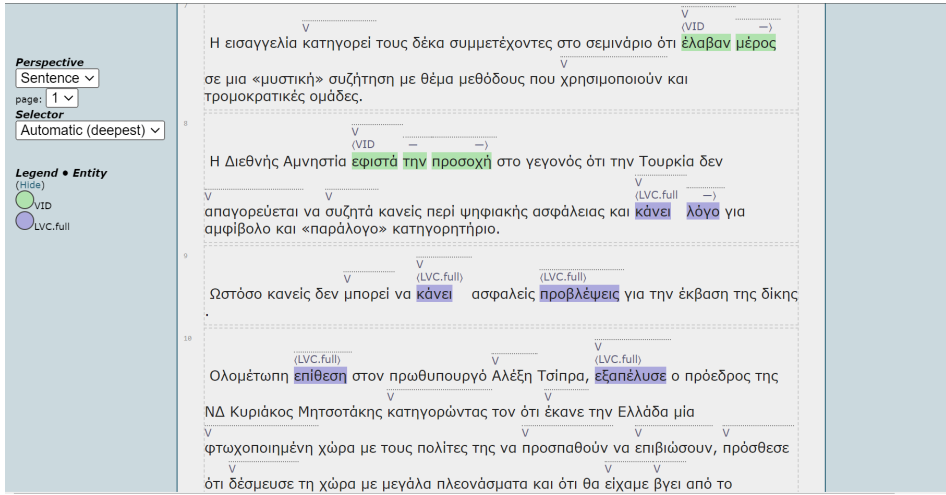 7
V
V (VID —)
Η εισαγγελία κατηγορεί τους δέκα συμμετέχοντες στο σεμινάριο ότι έλαβαν μέρος
V
σε μια «μυστική» συζήτηση με θέμα μεθόδους που χρησιμοποιούν και
τρομοκρατικές ομάδες.
Perspective
Sentence
page: 1
Selector
Automatic (deepest)
Legend • Entity
(Hide)
VID
LVC.full
8
V
(VID — —)
Η Διεθνής Αμνηστία εφιστά την προσοχή στο γεγονός ότι την Τουρκία δεν
V V V (LVC.full —)
απαγορεύεται να συζητά κανείς περί ψηφιακής ασφάλειας και κάνει λόγο για
αμφίβολο και «παράλογο» κατηγορητήριο.
9
V
V (LVC.full) (LVC.full)
Ωστόσο κανείς δεν μπορεί να κάνει ασφαλείς προβλέψεις για την έκβαση της δίκης
.
10
V
(LVC.full) V (LVC.full)
Ολομέτωπη επίθεση στον πρωθυπουργό Αλέξη Τσίπρα, εξαπέλυσε ο πρόεδρος της
V V
ΝΔ Κυριάκος Μητσοτάκης κατηγορώντας τον ότι έκανε την Ελλάδα μία
V V V V
φτωχοποιημένη χώρα με τους πολίτες της να προσπαθούν να επιβιώσουν, πρόσθεσε
V V V
ότι δέσμευσε τη χώρα με μεγάλα πλεονάσματα και ότι θα είχαμε βγει από το